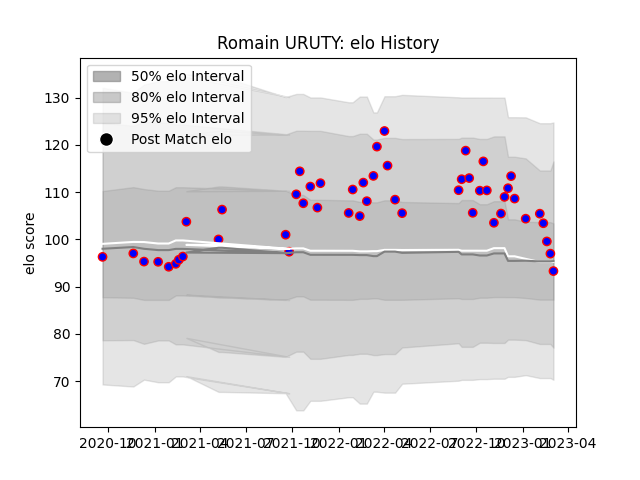 Romain URUTY: elo History
50% elo Interval
80% elo Interval
95% elo Interval
Post Match elo
elo score
130
120
110
100
90
80
70
2020-10 2021-01 2021-04 2021-07 2021-10 2022-01 2022-04 2022-07 2022-10 2023-01 2023-04